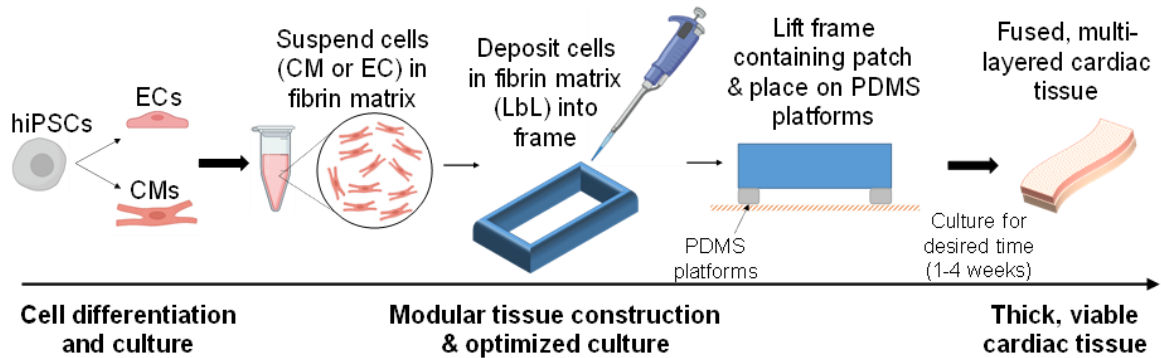 hiPSCs
ECs
CMs
Suspend cells
(CM or EC) in
fibrin matrix
Deposit cells
in fibrin matrix
(LbL) into
frame
Lift frame
containing patch
& place on PDMS
platforms
PDMS
platforms
Culture for
desired time
(1-4 weeks)
Fused, multi-
layered cardiac
tissue
Cell differentiation
and culture
Modular tissue construction
& optimized culture
Thick, viable
cardiac tissue